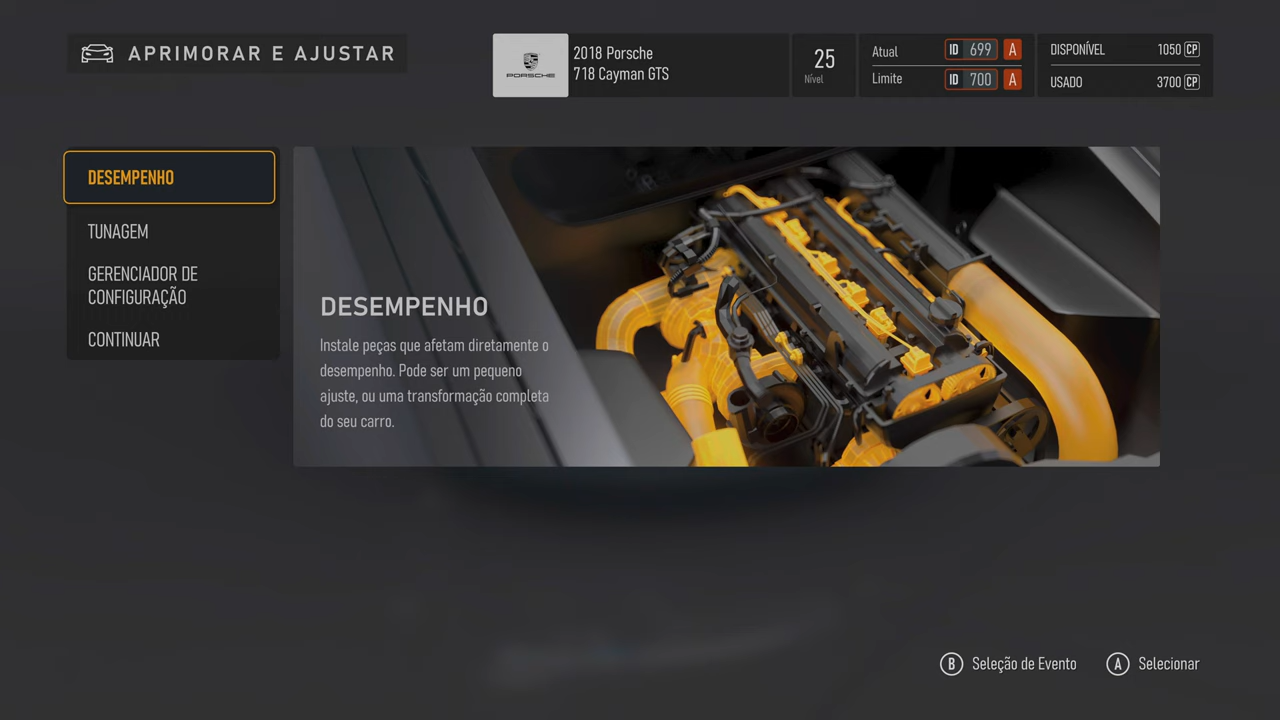 APRIMORAR E AJUSTAR
PORSCHE
2018 Porsche
718 Cayman GTS
25
Nível
Atual ID 699 A
Limite ID 700 A
DISPONÍVEL 1050 CP
USADO 3700 CP
DESEMPENHO
TUNAGEM
GERENCIADOR DE
CONFIGURAÇÃO
CONTINUAR
DESEMPENHO
Instale peças que afetam diretamente o
desempenho. Pode ser um pequeno
ajuste, ou uma transformação completa
do seu carro.
B Seleção de Evento
A Selecionar